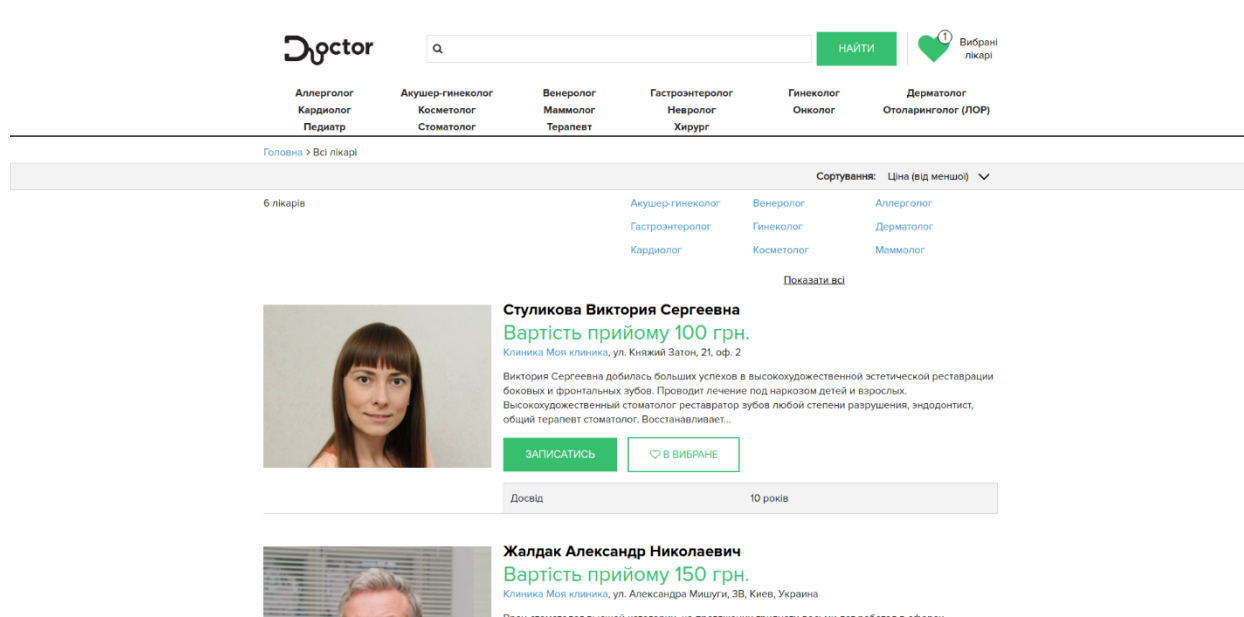 Doctor
НАЙТИ
1
Вибрані
лікарі
Аллерголог Акушер-гинеколог Венеролог Гастроэнтеролог Гинеколог Дерматолог
Кардиолог Косметолог Маммолог Невролог Онколог Отоларинголог (ЛОР)
Педиатр Стоматолог Терапевт Хирург
Головна > Всі лікарі
Сортування: Ціна (від меншої)
6 лікарів
Акушер-гинеколог Венеролог Аллерголог
Гастроэнтеролог Гинеколог Дерматолог
Кардиолог Косметолог Маммолог
Показати всі
Стуликова Виктория Сергеевна
Вартість прийому 100 грн.
Клиника Моя клиника, ул. Княжий Затон, 21, оф. 2
Виктория Сергеевна добилась больших успехов в высокохудожественной эстетической реставрации
боковых и фронтальных зубов. Проводит лечение под наркозом детей и взрослых.
Высокохудожественный стоматолог реставратор зубов любой степени разрушения, эндодонтист,
общий терапевт стоматолог. Восстанавливает...
ЗАПИСАТИСЬ В ВИБРАНЕ
Досвід 10 років
Жалдак Александр Николаевич
Вартість прийому 150 грн.
Клиника Моя клиника, ул. Александра Мишуги, 3В, Киев, Украина